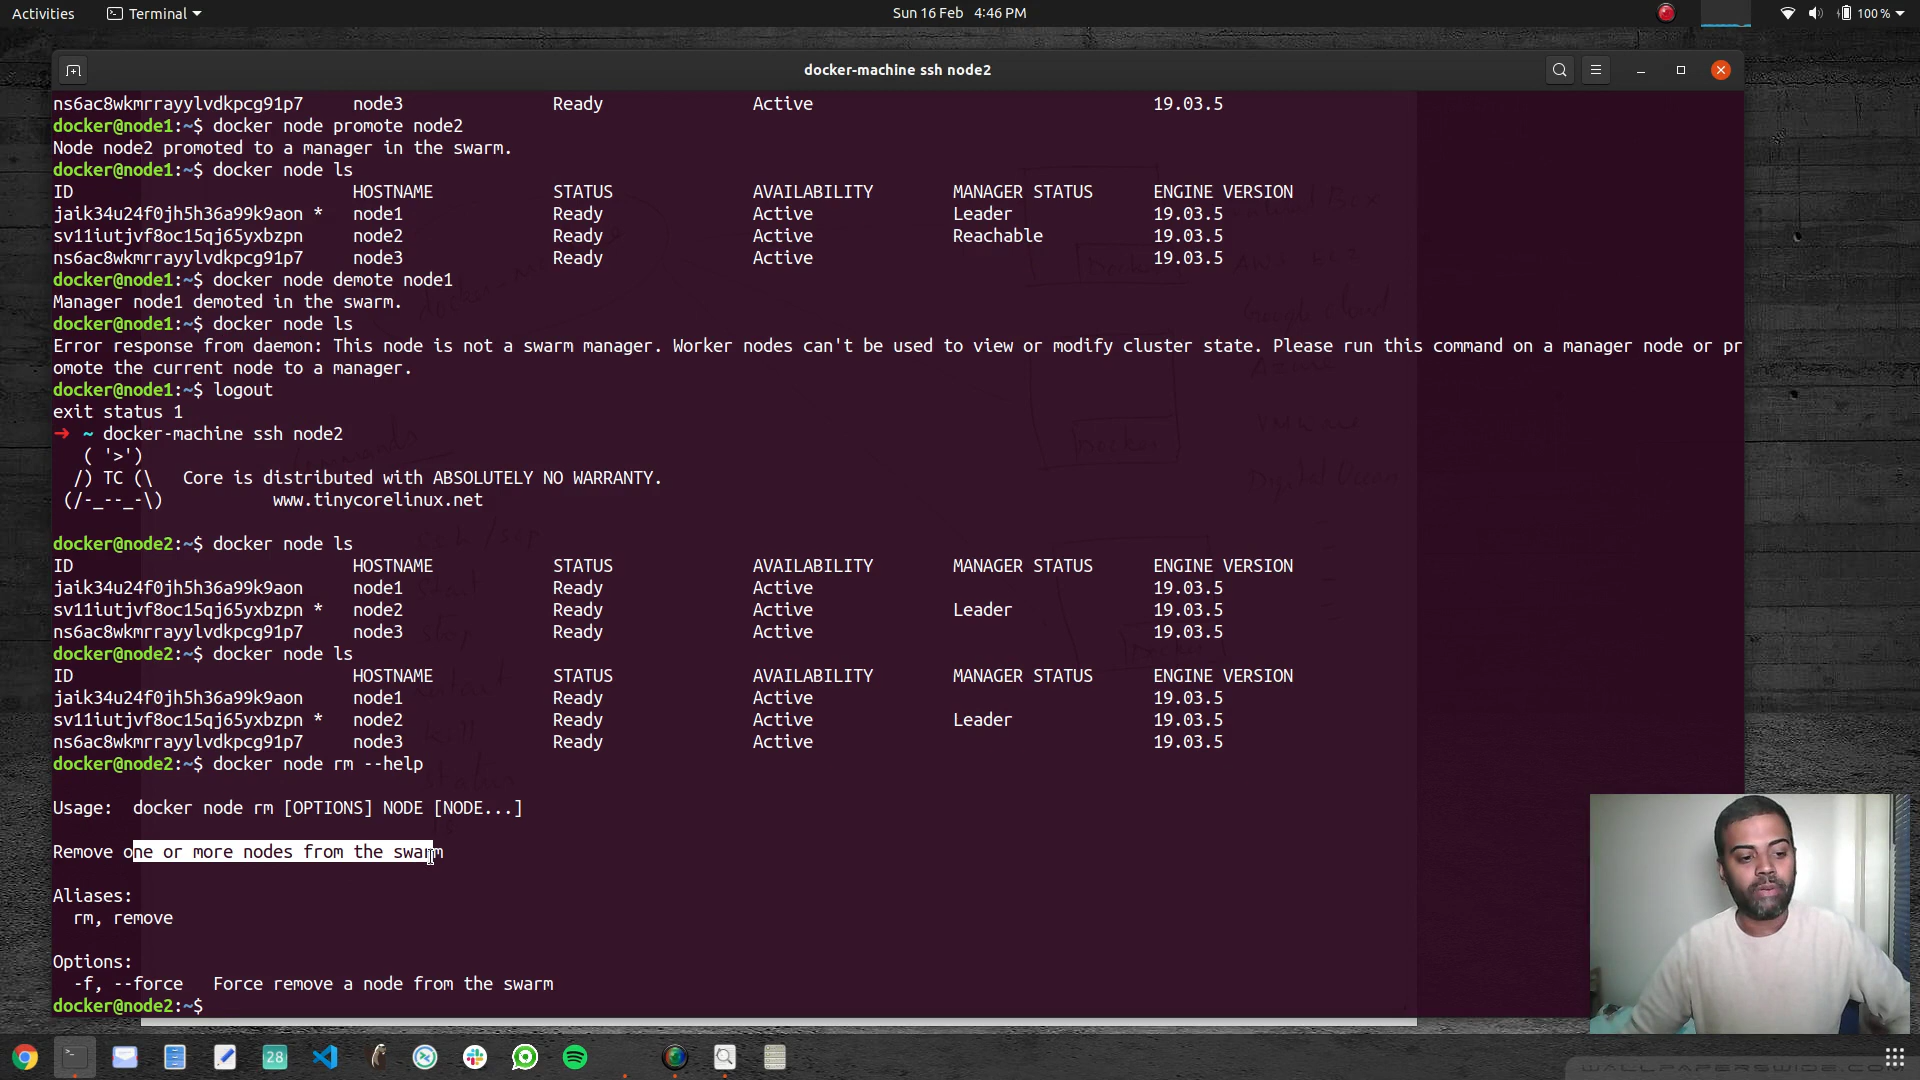 Activities
Terminal
Sun 16 Feb 4:46 PM
100 %
docker-machine ssh node2
ns6ac8wkmrrayylvdkpcg91p7 node3 Ready Active 19.03.5
docker@node1:~$ docker node promote node2
Node node2 promoted to a manager in the swarm.
docker@node1:~$ docker node ls
ID HOSTNAME STATUS AVAILABILITY MANAGER STATUS ENGINE VERSION
jaik34u24f0jh5h36a99k9aon * node1 Ready Active Leader 19.03.5
sv11iutjvf8oc15qj65yxbzpn node2 Ready Active Reachable 19.03.5
ns6ac8wkmrrayylvdkpcg91p7 node3 Ready Active 19.03.5
docker@node1:~$ docker node demote node1
Manager node1 demoted in the swarm.
docker@node1:~$ docker node ls
Error response from daemon: This node is not a swarm manager. Worker nodes can't be used to view or modify cluster state. Please run this command on a manager node or pr
omote the current node to a manager.
docker@node1:~$ logout
exit status 1
➜ ~ docker-machine ssh node2
( '>')
/) TC (\ Core is distributed with ABSOLUTELY NO WARRANTY.
(/-_--_-\) www.tinycorelinux.net
docker@node2:~$ docker node ls
ID HOSTNAME STATUS AVAILABILITY MANAGER STATUS ENGINE VERSION
jaik34u24f0jh5h36a99k9aon node1 Ready Active 19.03.5
sv11iutjvf8oc15qj65yxbzpn * node2 Ready Active Leader 19.03.5
ns6ac8wkmrrayylvdkpcg91p7 node3 Ready Active 19.03.5
docker@node2:~$ docker node ls
ID HOSTNAME STATUS AVAILABILITY MANAGER STATUS ENGINE VERSION
jaik34u24f0jh5h36a99k9aon node1 Ready Active 19.03.5
sv11iutjvf8oc15qj65yxbzpn * node2 Ready Active Leader 19.03.5
ns6ac8wkmrrayylvdkpcg91p7 node3 Ready Active 19.03.5
docker@node2:~$ docker node rm --help
Usage: docker node rm [OPTIONS] NODE [NODE...]
Remove one or more nodes from the swarm
Aliases:
rm, remove
Options:
-f, --force Force remove a node from the swarm
docker@node2:~$
28
WALLPAPERSWIDE.COM